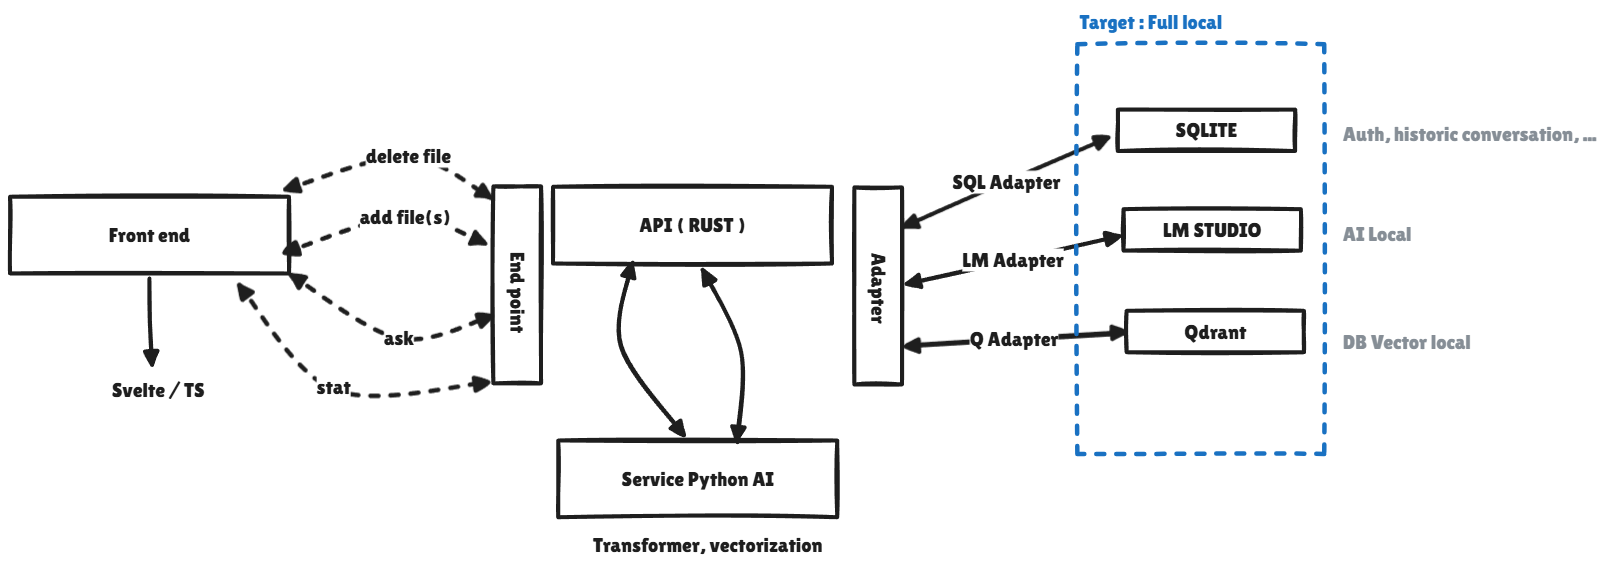 Target : Full local
SQLITE
Auth, historic conversation, ...
delete file
SQL Adapter
add file(s)
Front end
API ( RUST )
LM STUDIO
AI Local
LM Adapter
End point
Adapter
Q Adapter
Qdrant
DB Vector local
ask
stat
Svelte / TS
Service Python AI
Transformer, vectorization